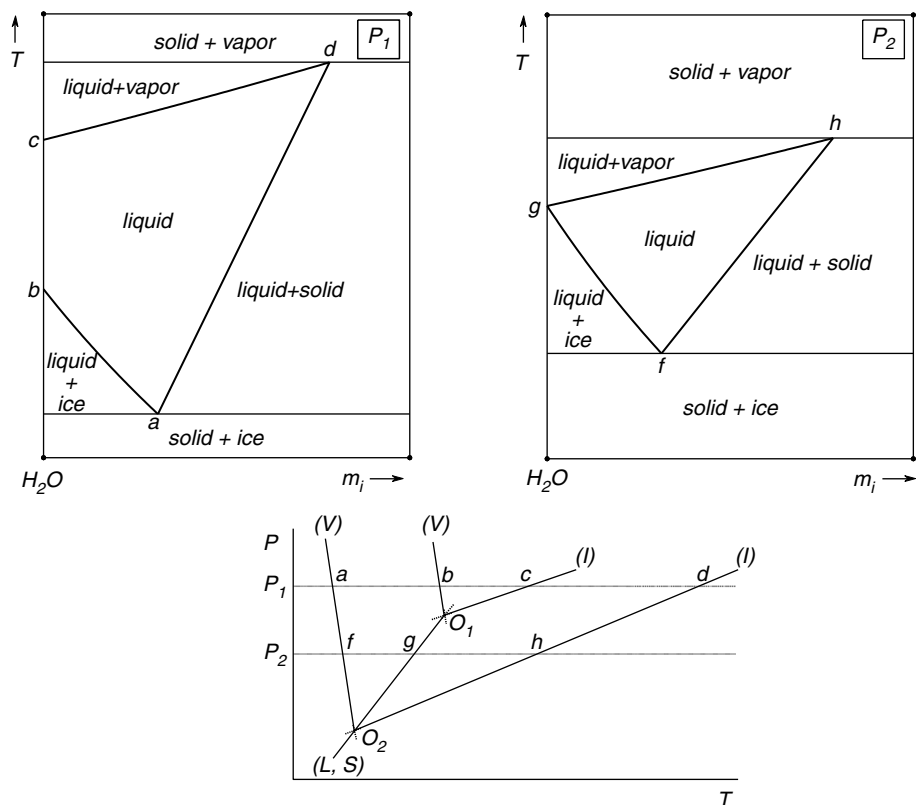 T
solid + vapor
P1
d
liquid+vapor
c
liquid
b
liquid+solid
liquid
+
ice
a
solid + ice
H2O
mi
T
P2
solid + vapor
h
liquid+vapor
g
liquid
liquid + solid
liquid
+
ice
f
solid + ice
H2O
mi
P
(V) (V)
(I) (I)
P1 a b c d
O1
P2 f g h
O2
(L, S)
T